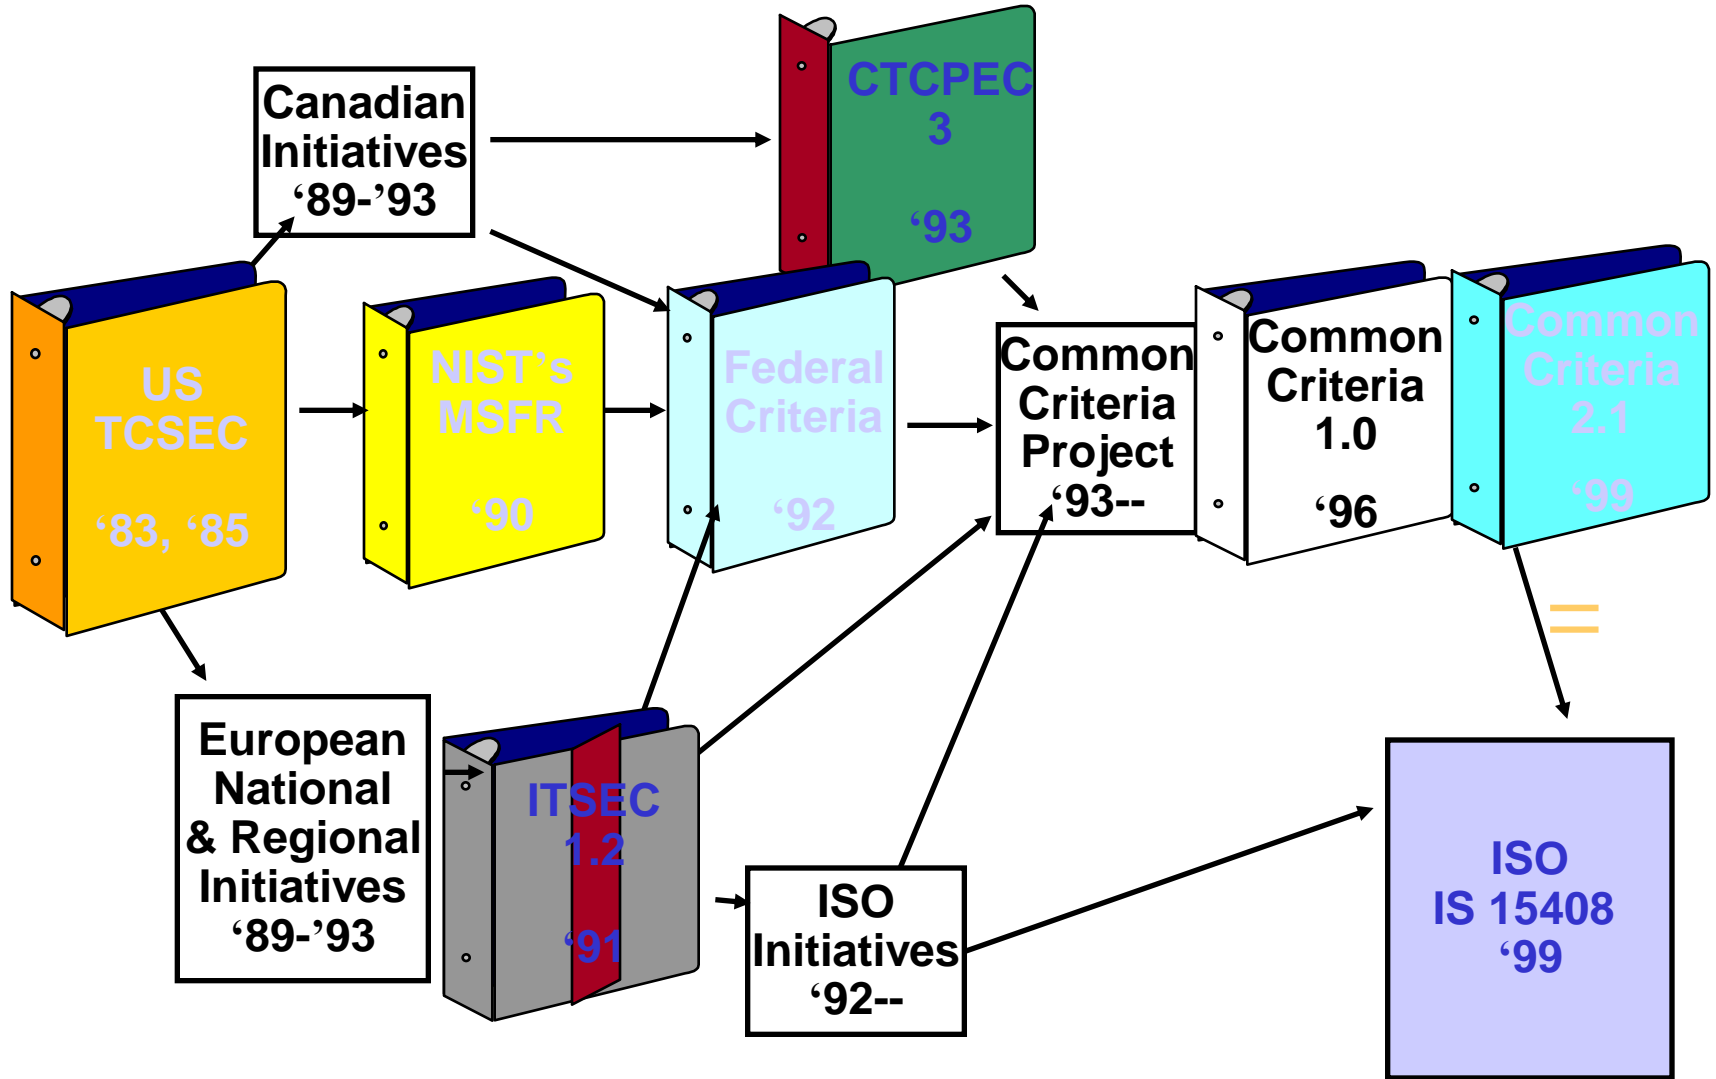 CTCPEC
3
‘93
Canadian
Initiatives
‘89-’93
US
TCSEC
‘83, ‘85
NIST’s
MSFR
‘90
Federal
Criteria
‘92
Common
Criteria
Project
‘93--
Common
Criteria
1.0
‘96
Common
Criteria
2.1
‘99
=
European
National
& Regional
Initiatives
‘89-’93
ITSEC
1.2
‘91
ISO
Initiatives
‘92--
ISO
IS 15408
‘99